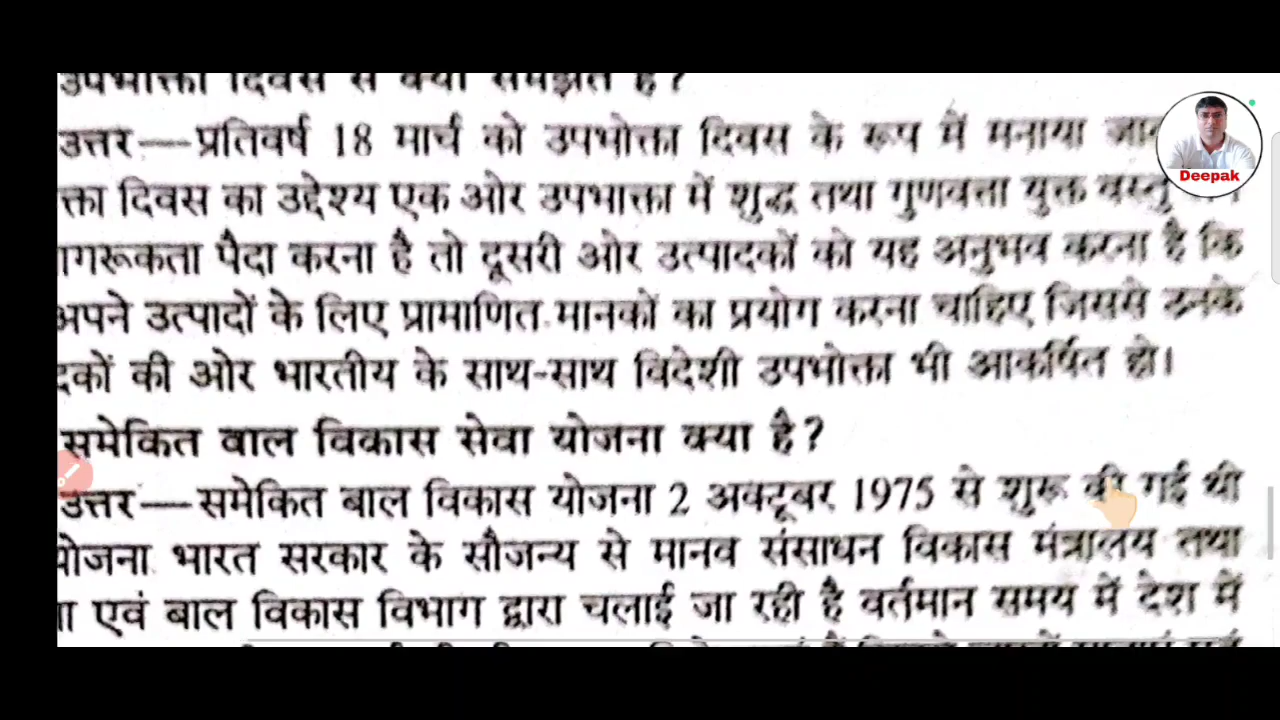 उपभोक्ता दिवस से क्या समझते है?
उत्तर—प्रतिवर्ष 18 मार्च को उपभोक्ता दिवस के रूप में मनाया
Deepak
क्ता दिवस का उद्देश्य एक ओर उपभाक्ता में शुद्ध तथा गुणवत्ता युक्त वस्तु
ागरूकता पैदा करना है तो दूसरी ओर उत्पादकों को यह अनुभव करना है कि
अपने उत्पादों के लिए प्रामाणित मानकों का प्रयोग करना चाहिए जिससे उनके
दकों की ओर भारतीय के साथ-साथ विदेशी उपभोक्ता भी आकर्षित हो।
समेकित वाल विकास सेवा योजना क्या है?
उत्तर—समेकित बाल विकास योजना 2 अक्टूबर 1975 से शुरू की गई थी
योजना भारत सरकार के सौजन्य से मानव संसाधन विकास मंत्रालय तथा
ा एवं बाल विकास विभाग द्वारा चलाई जा रही है वर्तमान समय में देश में